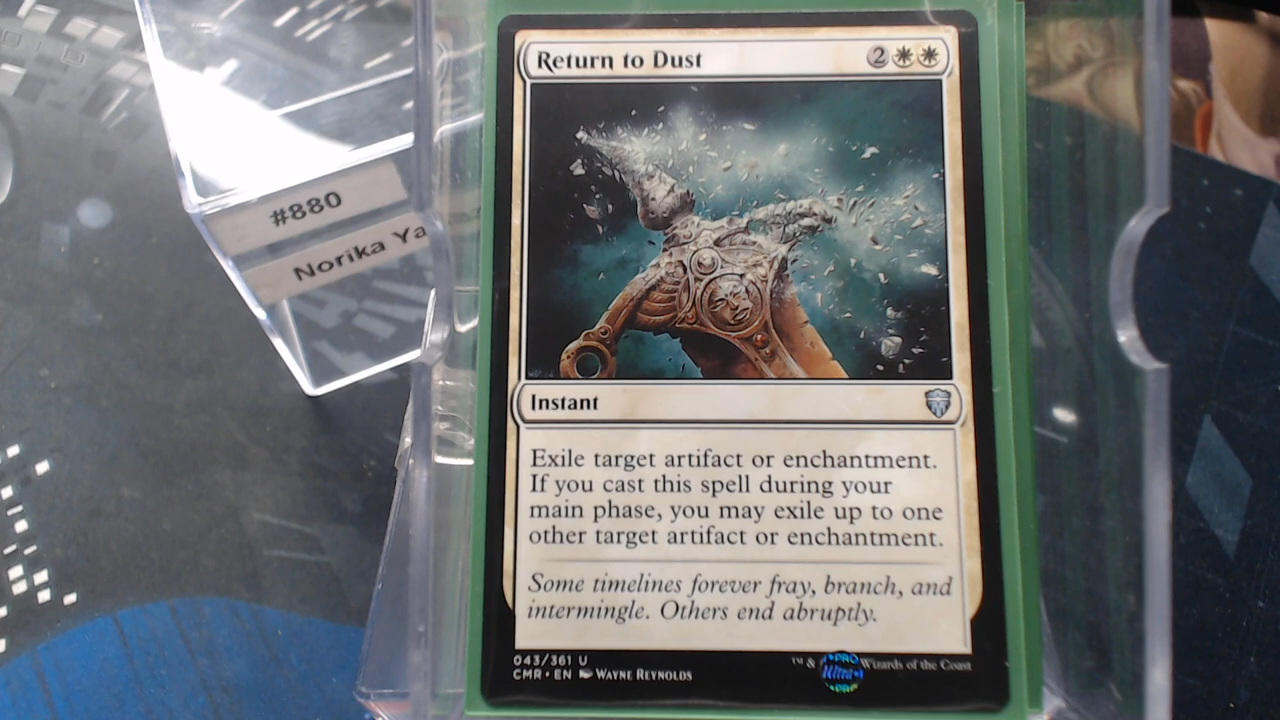 #880
Norika Ya
Return to Dust
2
Instant
Exile target artifact or enchantment.
If you cast this spell during your
main phase, you may exile up to one
other target artifact or enchantment.
Some timelines forever fray, branch, and
intermingle. Others end abruptly.
043/361 U
CMR • EN Wayne Reynolds
™ & Wizards of the Coast
PRO
Ultra
PRO